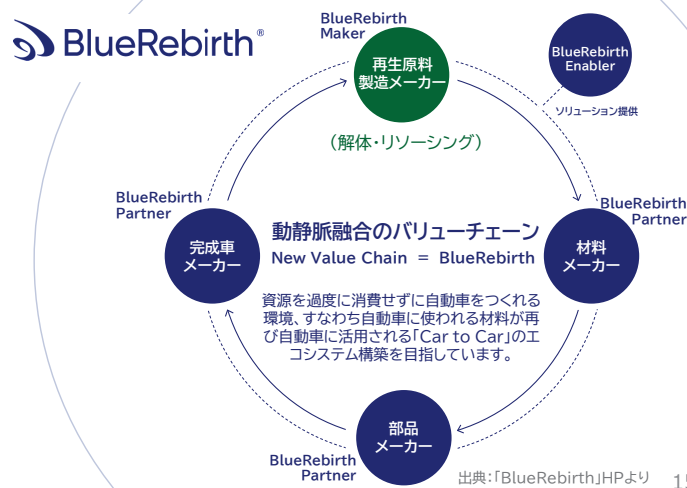 BlueRebirth®
BlueRebirth
Maker
再生原料
製造メーカー
BlueRebirth
Enabler
ソリューション提供
（解体・リソーシング）
BlueRebirth
Partner
完成車
メーカー
動静脈融合のバリューチェーン
New Value Chain ＝ BlueRebirth
BlueRebirth
Partner
材料
メーカー
資源を過度に消費せずに自動車をつくれる
環境、すなわち自動車に使われる材料が再
び自動車に活用される「Car to Car」のエ
コシステム構築を目指しています。
部品
メーカー
BlueRebirth
Partner
出典：「BlueRebirth」HPより